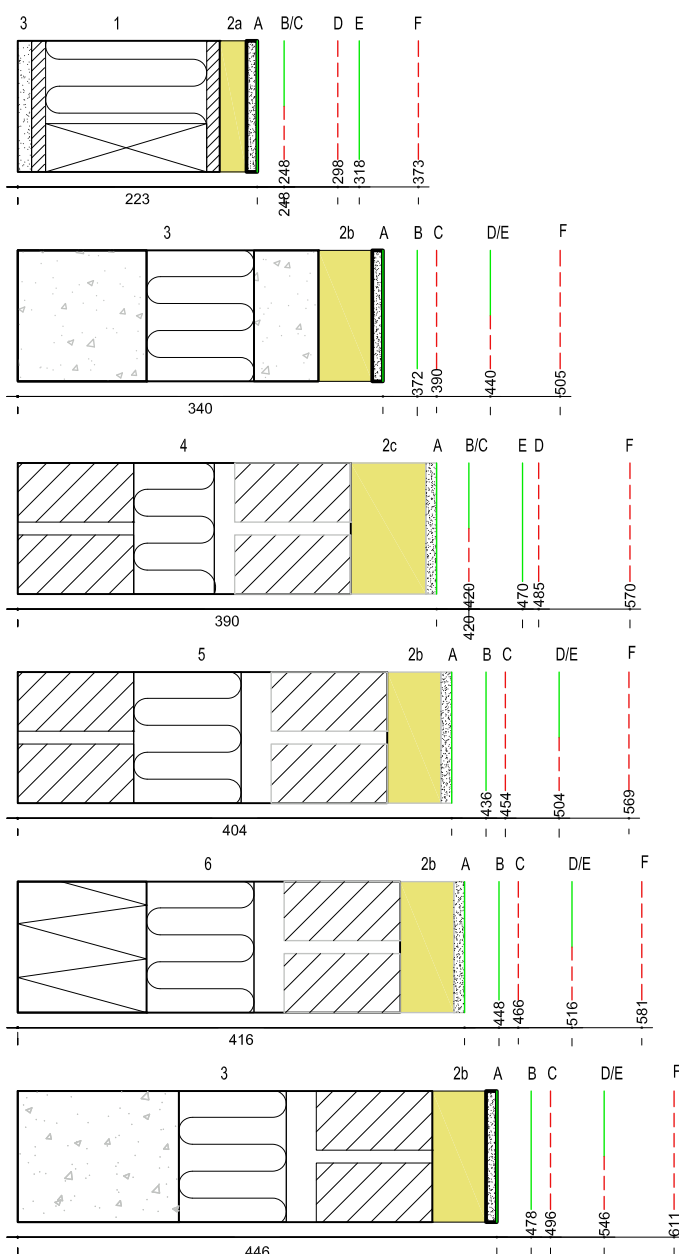 3 1 2a A B/C D E F
248 298 318 373
223 248
3 2b A B C D/E F
372 390 440 505
340
4 2c A B/C E D F
420 470 485 570
390 420
5 2b A B C D/E F
436 454 504 569
404
6 2b A B C D/E F
448 466 516 581
416
3 2b A B C D/E F
478 496 546 611
446